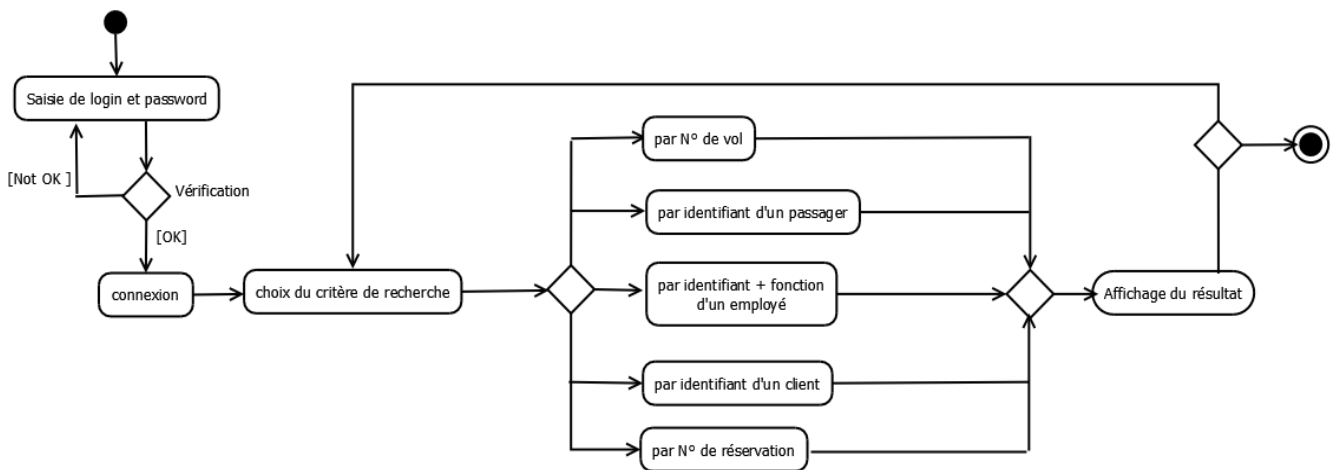 Saisie de login et password
[Not OK ]
Vérification
[OK]
connexion
choix du critère de recherche
par N° de vol
par identifiant d'un passager
par identifiant + fonction
d'un employé
par identifiant d'un client
par N° de réservation
Affichage du résultat